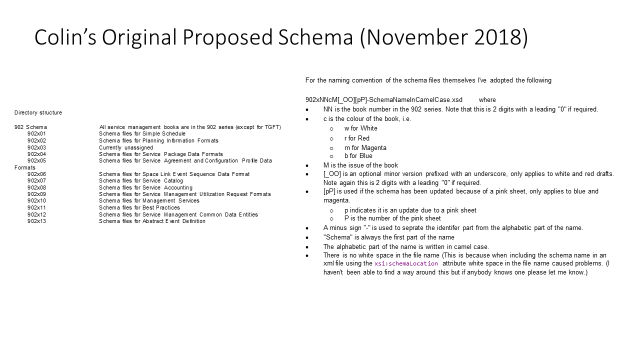 Colin's Original Proposed Schema (November 2018)
Directory structure
902 Schema All service management books are in the 902 series (except for TGFT)
902x01 Schema files for Simple Schedule
902x02 Schema files for Planning Information Formats
902x03 Currently unassigned
902x04 Schema files for Service Package Data Formats
902x05 Schema files for Service Agreement and Configuration Profile Data
Formats
902x06 Schema files for Space Link Event Sequence Data Format
902x07 Schema files for Service Catalog
902x08 Schema files for Service Accounting
902x09 Schema files for Service Management Utilization Request Formats
902x10 Schema files for Management Services
902x11 Schema files for Best Practices
902x12 Schema files for Service Management Common Data Entities
902x13 Schema files for Abstract Event Definition
For the naming convention of the schema files themselves I've adopted the following
902xNNcM[_OO][pP]-SchemaNameInCamelCase.xsd where
• NN is the book number in the 902 series. Note that this is 2 digits with a leading "0" if required.
• c is the colour of the book, i.e.
o w for White
o r for Red
o m for Magenta
o b for Blue
• M is the issue of the book
• [_OO] is an optional minor version prefixed with an underscore, only applies to white and red drafts.
Note again this is 2 digits with a leading "0" if required.
• [pP] is used if the schema has been updated because of a pink sheet, only applies to blue and
magenta.
o p indicates it is an update due to a pink sheet
o P is the number of the pink sheet
• A minus sign "-" is used to seprate the identifer part from the alphabetic part of the name.
• "Schema" is always the first part of the name
• The alphabetic part of the name is written in camel case.
• There is no white space in the file name (This is because when including the schema name in an
xml file using the xsi:schemaLocation attribute white space in the file name caused problems. (I
haven't been able to find a way around this but if anybody knows one please let me know.)